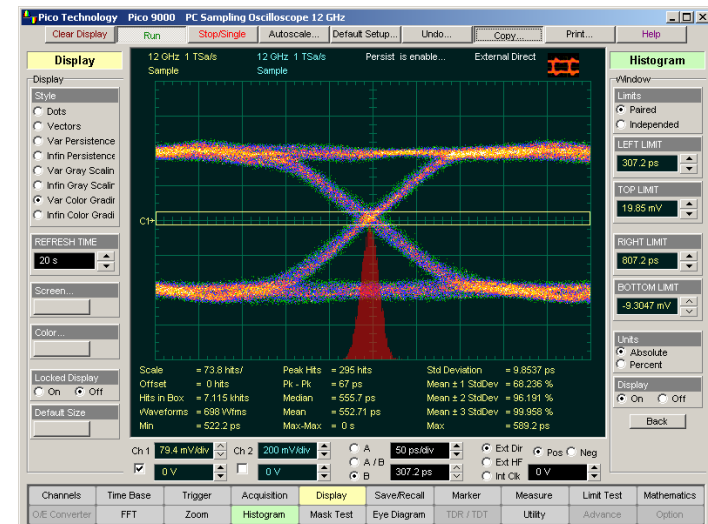 Pico Technology Pico 9000 PC Sampling Oscilloscope 12 GHz
Clear Display Run Stop/Single Autoscale... Default Setup... Undo... Copy... Print... Help
Display
Display
Style
Dots
Vectors
Var Persistence
Infin Persistence
Var Gray Scalin
Infin Gray Scalir
Var Color Gradir
Infin Color Gradi
REFRESH TIME
20 s
Screen...
Color...
Locked Display
On Off
Default Size
12 GHz 1 TSa/s 12 GHz 1 TSa/s Persist is enable... External Direct
Sample Sample
C1
Scale = 73.8 hits/ Peak Hits = 295 hits Std Deviation = 9.8537 ps
Offset = 0 hits Pk - Pk = 67 ps Mean ± 1 StdDev = 68.236 %
Hits in Box = 7.115 khits Median = 555.7 ps Mean ± 2 StdDev = 96.191 %
Waveforms = 698 Wfms Mean = 552.71 ps Mean ± 3 StdDev = 99.958 %
Min = 522.2 ps Max-Max = 0 s Max = 589.2 ps
Histogram
Window
Limits
Paired
Independed
LEFT LIMIT
307.2 ps
TOP LIMIT
19.85 mV
RIGHT LIMIT
807.2 ps
BOTTOM LIMIT
-9.3047 mV
Units
Absolute
Percent
Display
On Off
Back
Ch 1 79.4 mV/div Ch 2 200 mV/div A 50 ps/div Ext Dir Pos Neg
A / B Ext HF
0 V 0 V B 307.2 ps Int Clk 0 V
Channels Time Base Trigger Acquisition Display Save/Recall Marker Measure Limit Test Mathematics
O/E Converter FFT Zoom Histogram Mask Test Eye Diagram TDR / TDT Utility Advance Option